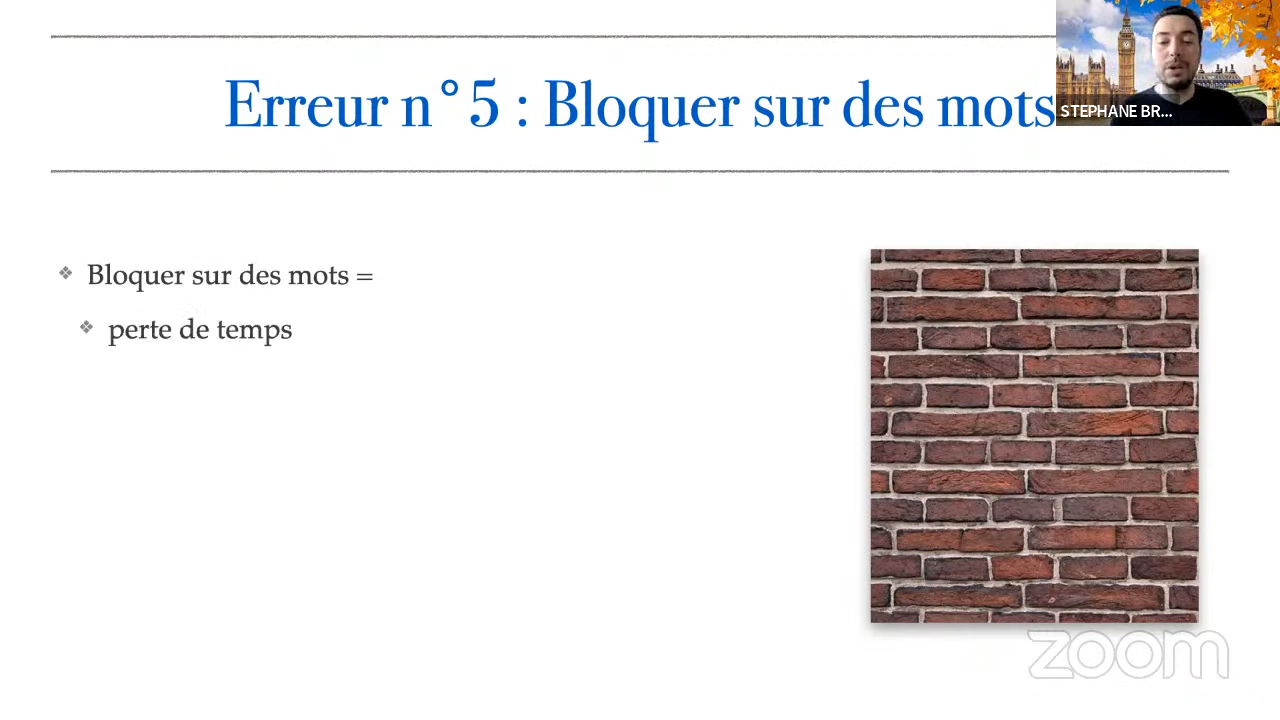 Erreur n°5 : Bloquer sur des mots
STEPHANE BR...
❖ Bloquer sur des mots =
❖ perte de temps
zoom